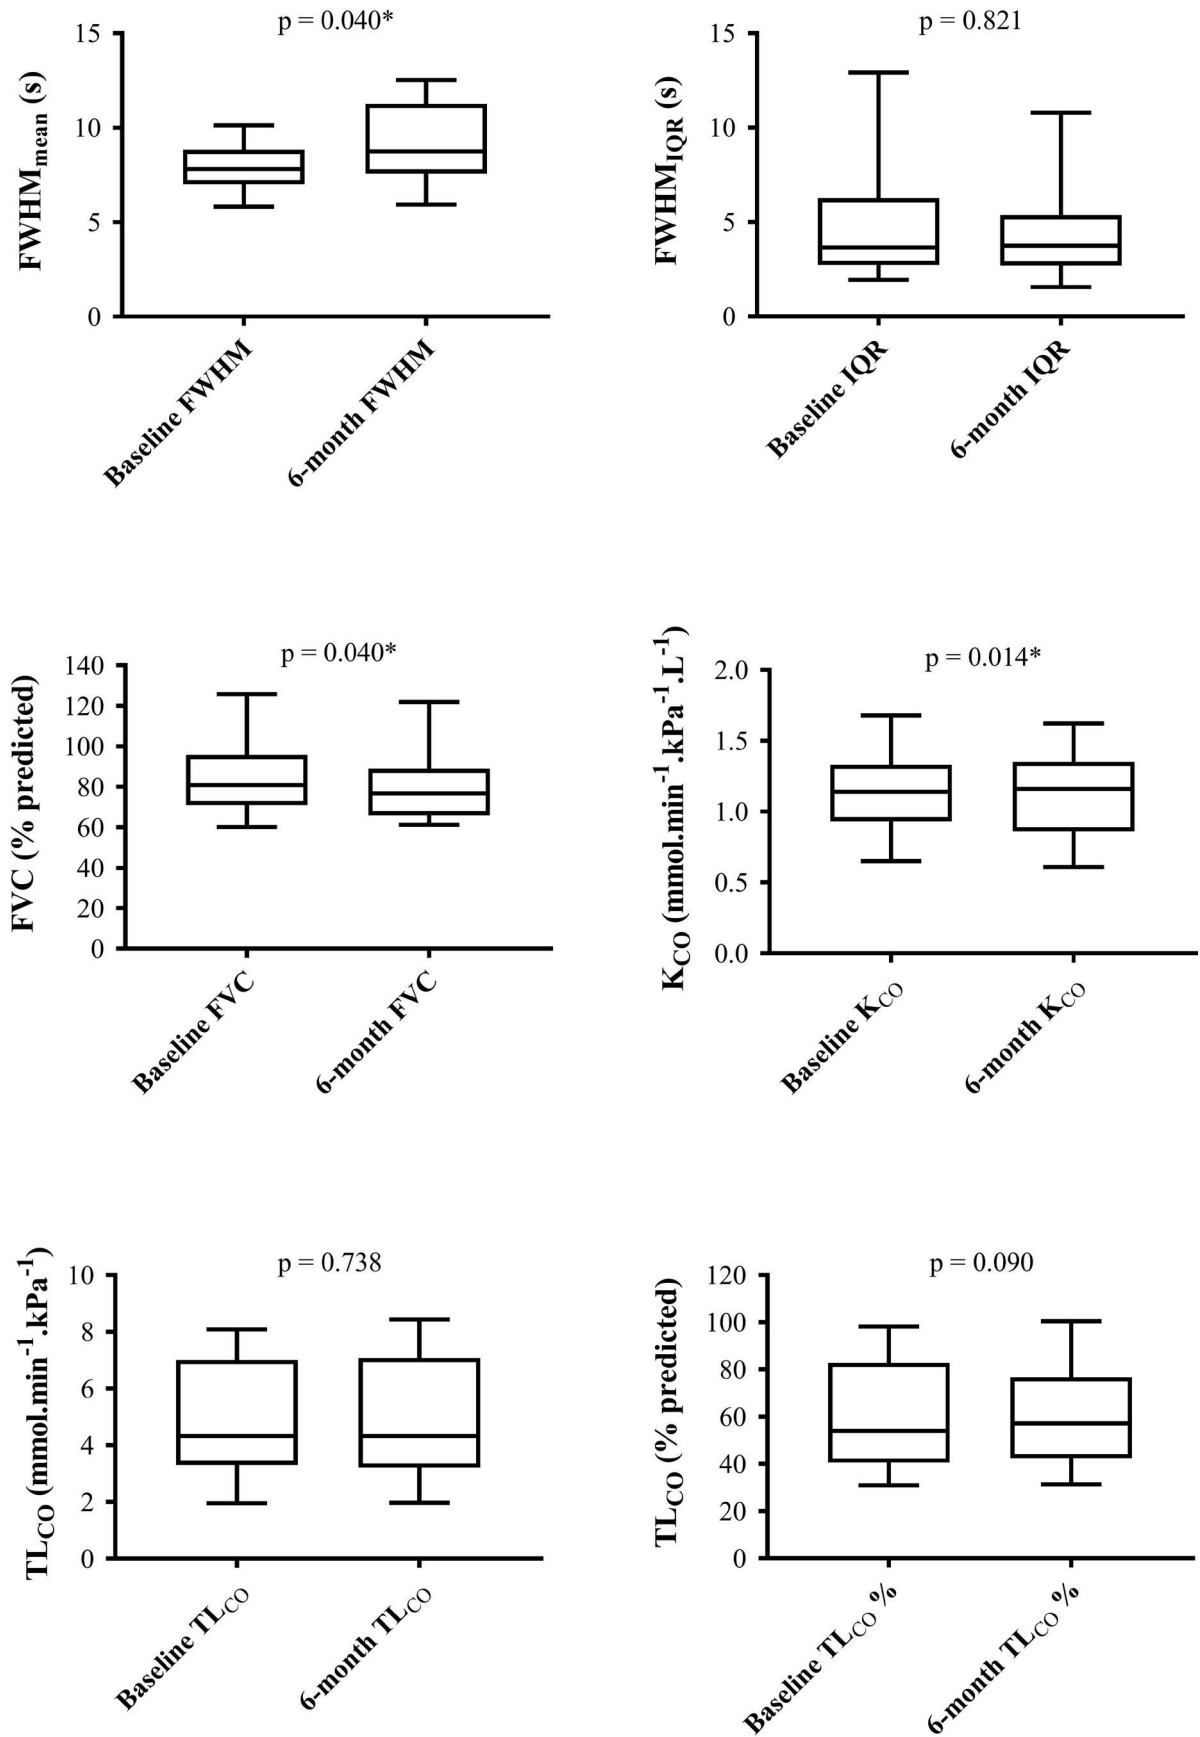 p = 0.040*
FWHMmean (s)
15
10
5
0
Baseline FWHM
6-month FWHM
p = 0.821
FWHMIQR (s)
15
10
5
0
Baseline IQR
6-month IQR
p = 0.040*
FVC (% predicted)
140
120
100
80
60
40
20
0
Baseline FVC
6-month FVC
p = 0.014*
KCO (mmol.min-1.kPa-1.L-1)
2.0
1.5
1.0
0.5
0.0
Baseline KCO
6-month KCO
p = 0.738
TLCO (mmol.min-1.kPa-1)
10
8
6
4
2
0
Baseline TLCO
6-month TLCO
p = 0.090
TLCO (% predicted)
120
100
80
60
40
20
0
Baseline TLCO %
6-month TLCO %